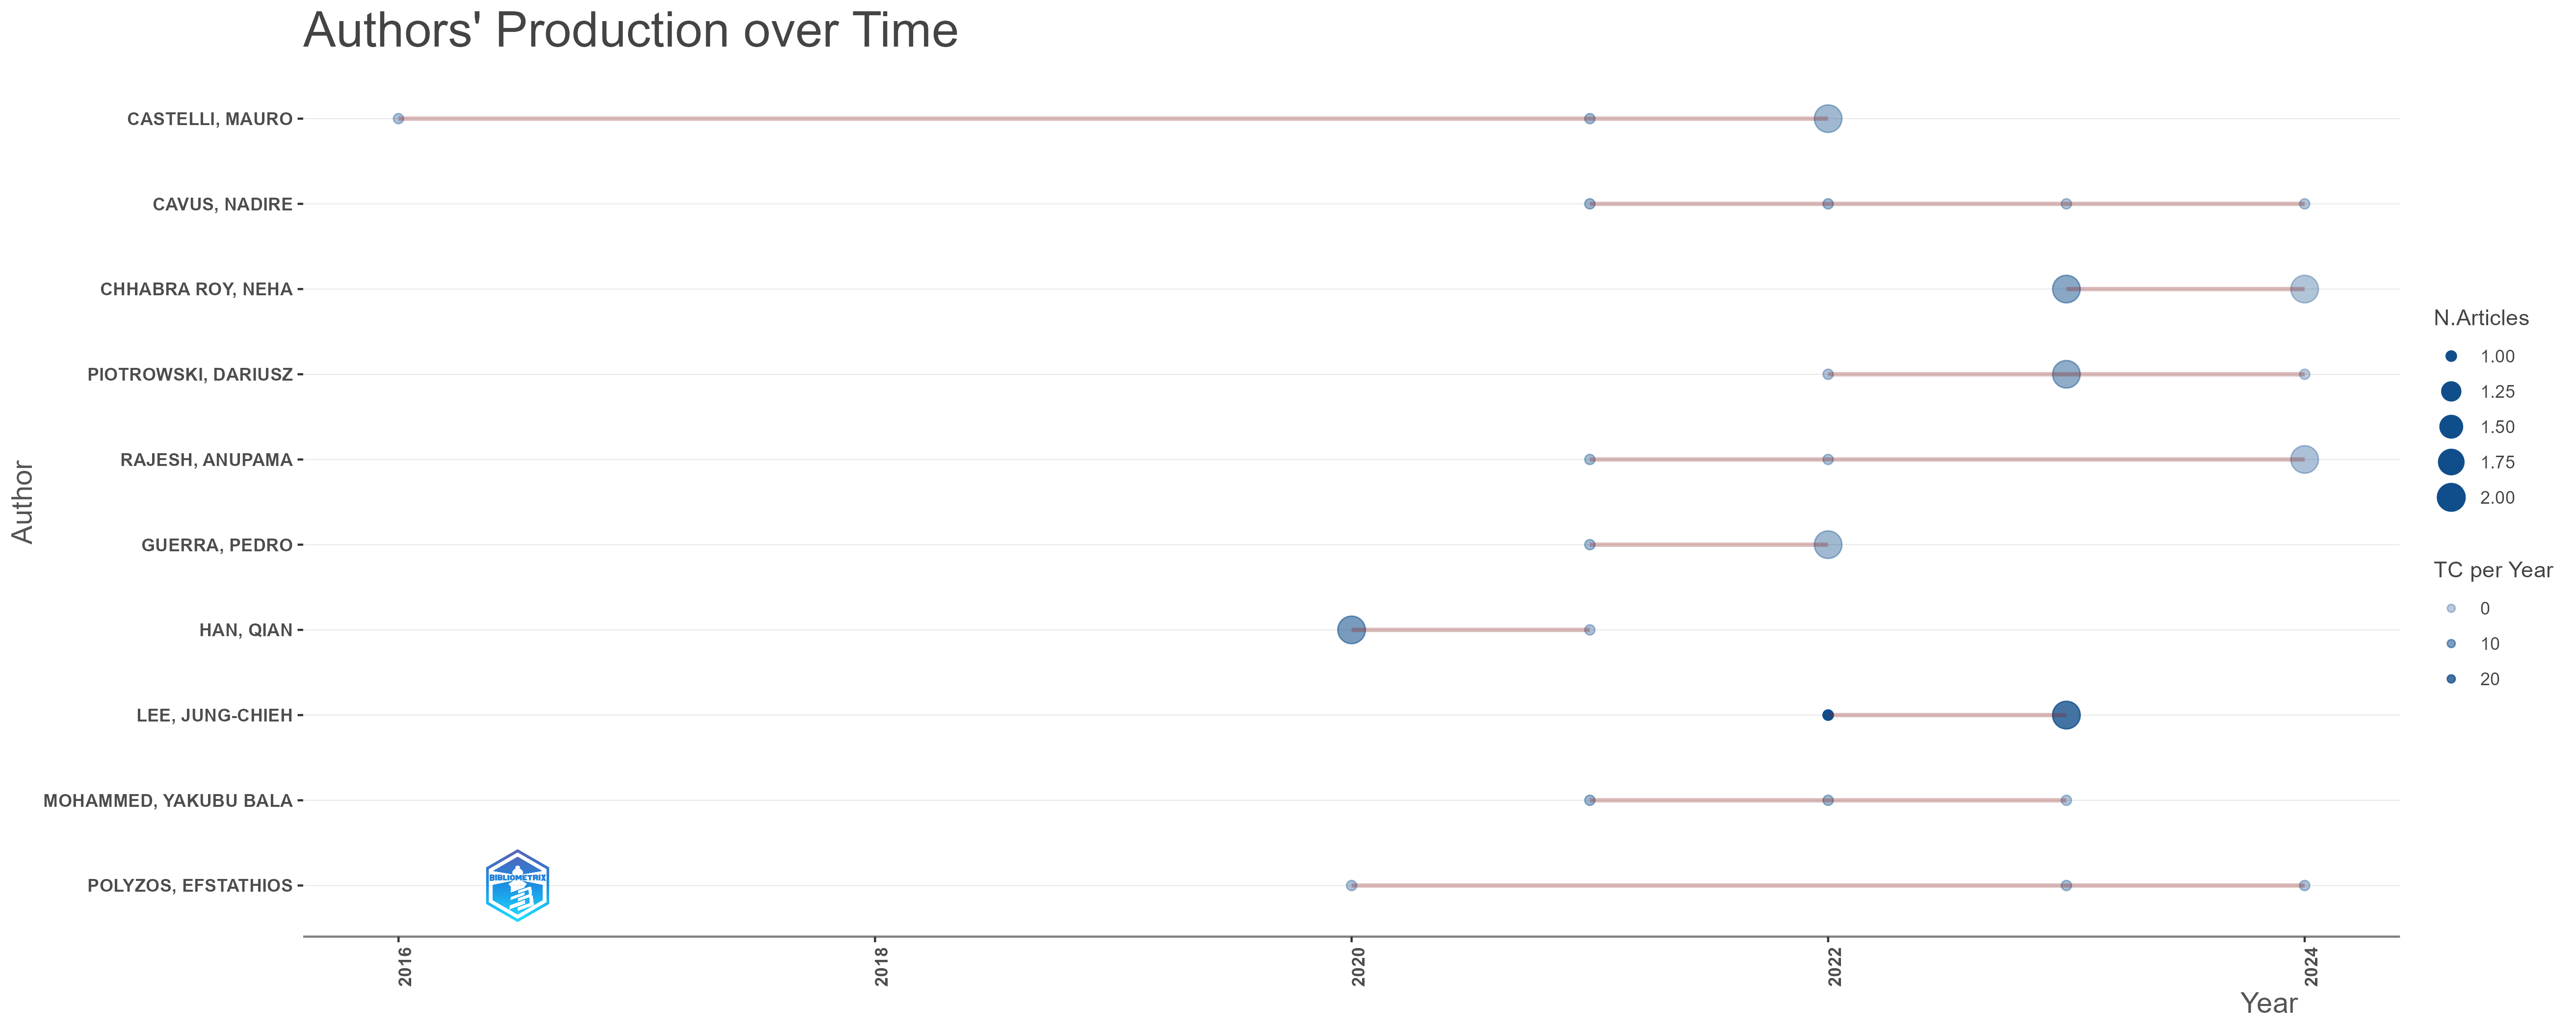 Authors' Production over Time
CASTELLI, MAURO
CAVUS, NADIRE
CHHABRA ROY, NEHA
PIOTROWSKI, DARIUSZ
RAJESH, ANUPAMA
GUERRA, PEDRO
HAN, QIAN
LEE, JUNG-CHIEH
MOHAMMED, YAKUBU BALA
POLYZOS, EFSTATHIOS
Author
BIBLIOMETRIX
2016
2018
2020
2022
2024
Year
N.Articles
1.00
1.25
1.50
1.75
2.00
TC per Year
0
10
20